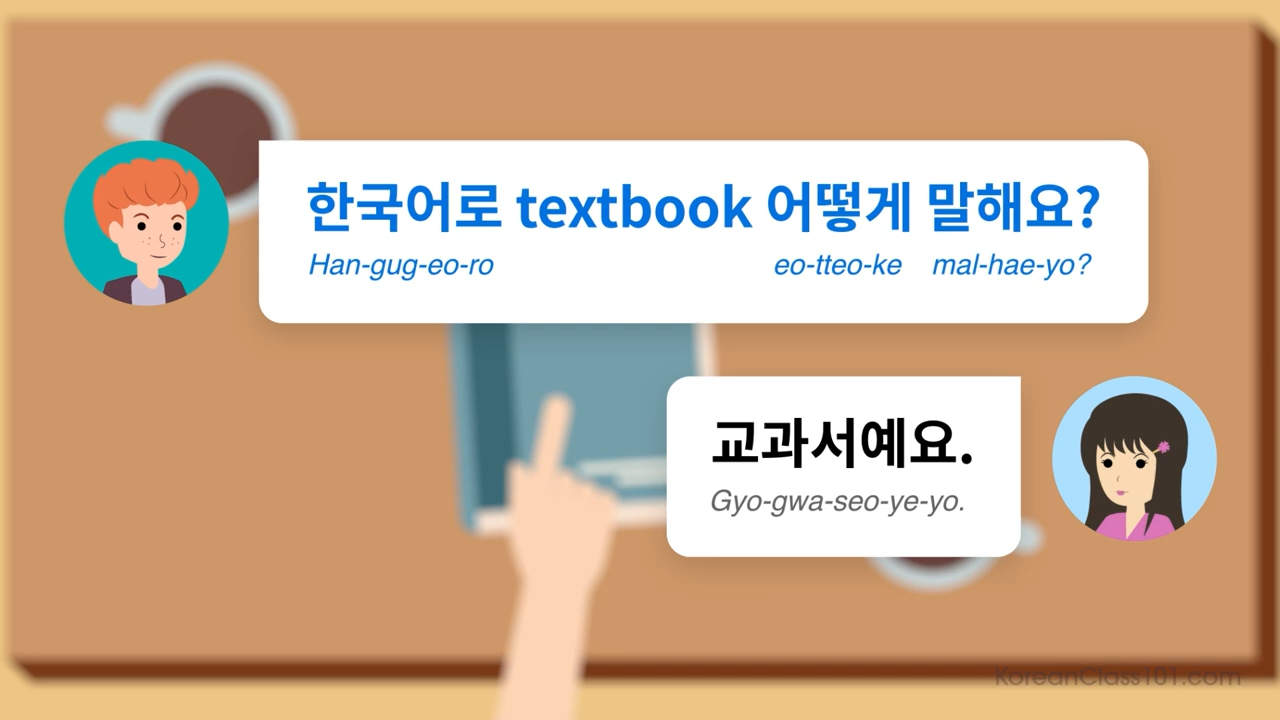 한국어로 textbook 어떻게 말해요?
Han-gug-eo-ro eo-tteo-ke mal-hae-yo?
교과서예요.
Gyo-gwa-seo-ye-yo.
KoreanClass101.com